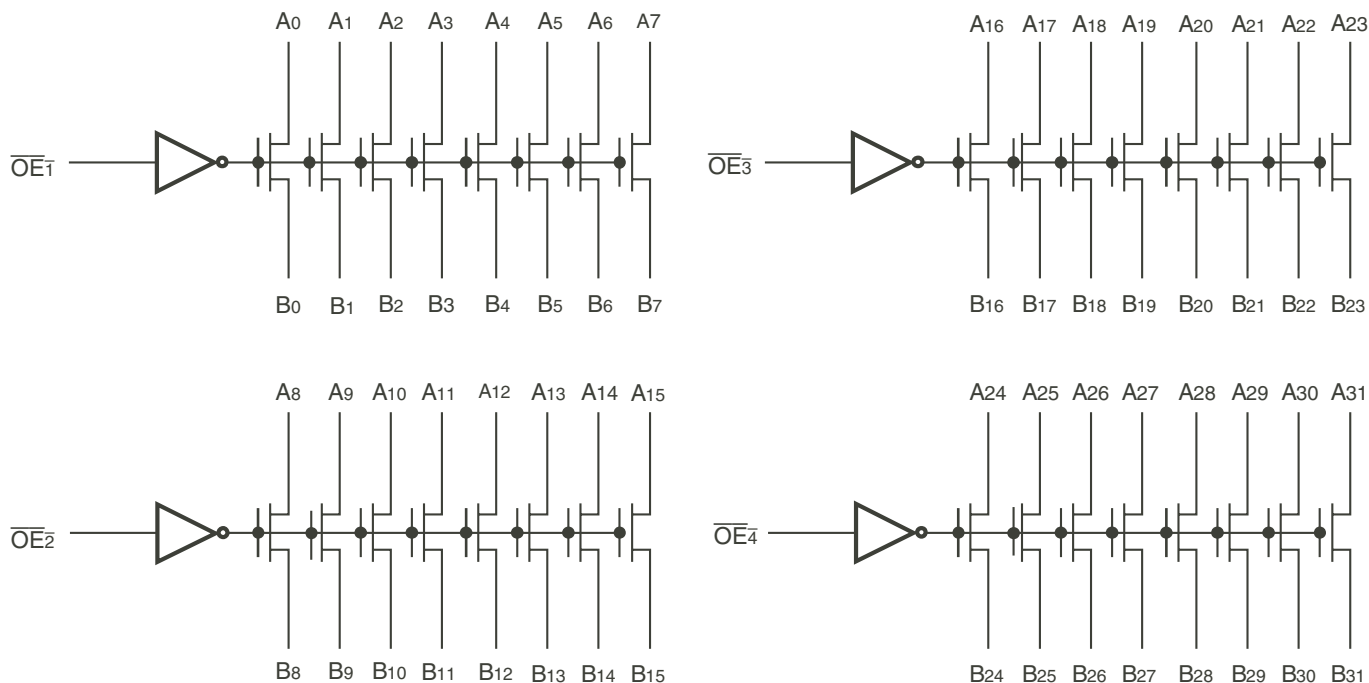 A0 A1 A2 A3 A4 A5 A6 A7
OE1
B0 B1 B2 B3 B4 B5 B6 B7
A16 A17 A18 A19 A20 A21 A22 A23
OE3
B16 B17 B18 B19 B20 B21 B22 B23
A8 A9 A10 A11 A12 A13 A14 A15
OE2
B8 B9 B10 B11 B12 B13 B14 B15
A24 A25 A26 A27 A28 A29 A30 A31
OE4
B24 B25 B26 B27 B28 B29 B30 B31